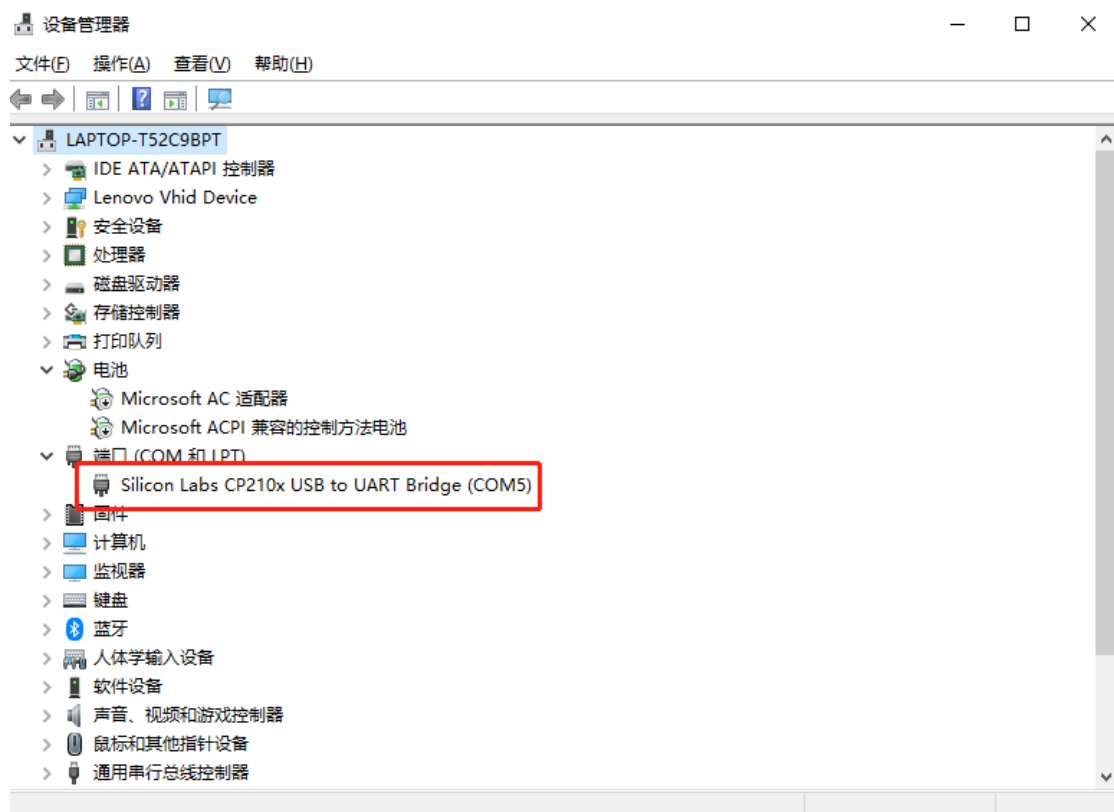 设备管理器
文件(F) 操作(A) 查看(V) 帮助(H)
LAPTOP-T52C9BPT
IDE ATA/ATAPI 控制器
Lenovo Vhid Device
安全设备
处理器
磁盘驱动器
存储控制器
打印队列
电池
Microsoft AC 适配器
Microsoft ACPI 兼容的控制方法电池
端口 (COM 和 LPT)
Silicon Labs CP210x USB to UART Bridge (COM5)
固件
计算机
监视器
键盘
蓝牙
人体学输入设备
软件设备
声音、视频和游戏控制器
鼠标和其他指针设备
通用串行总线控制器